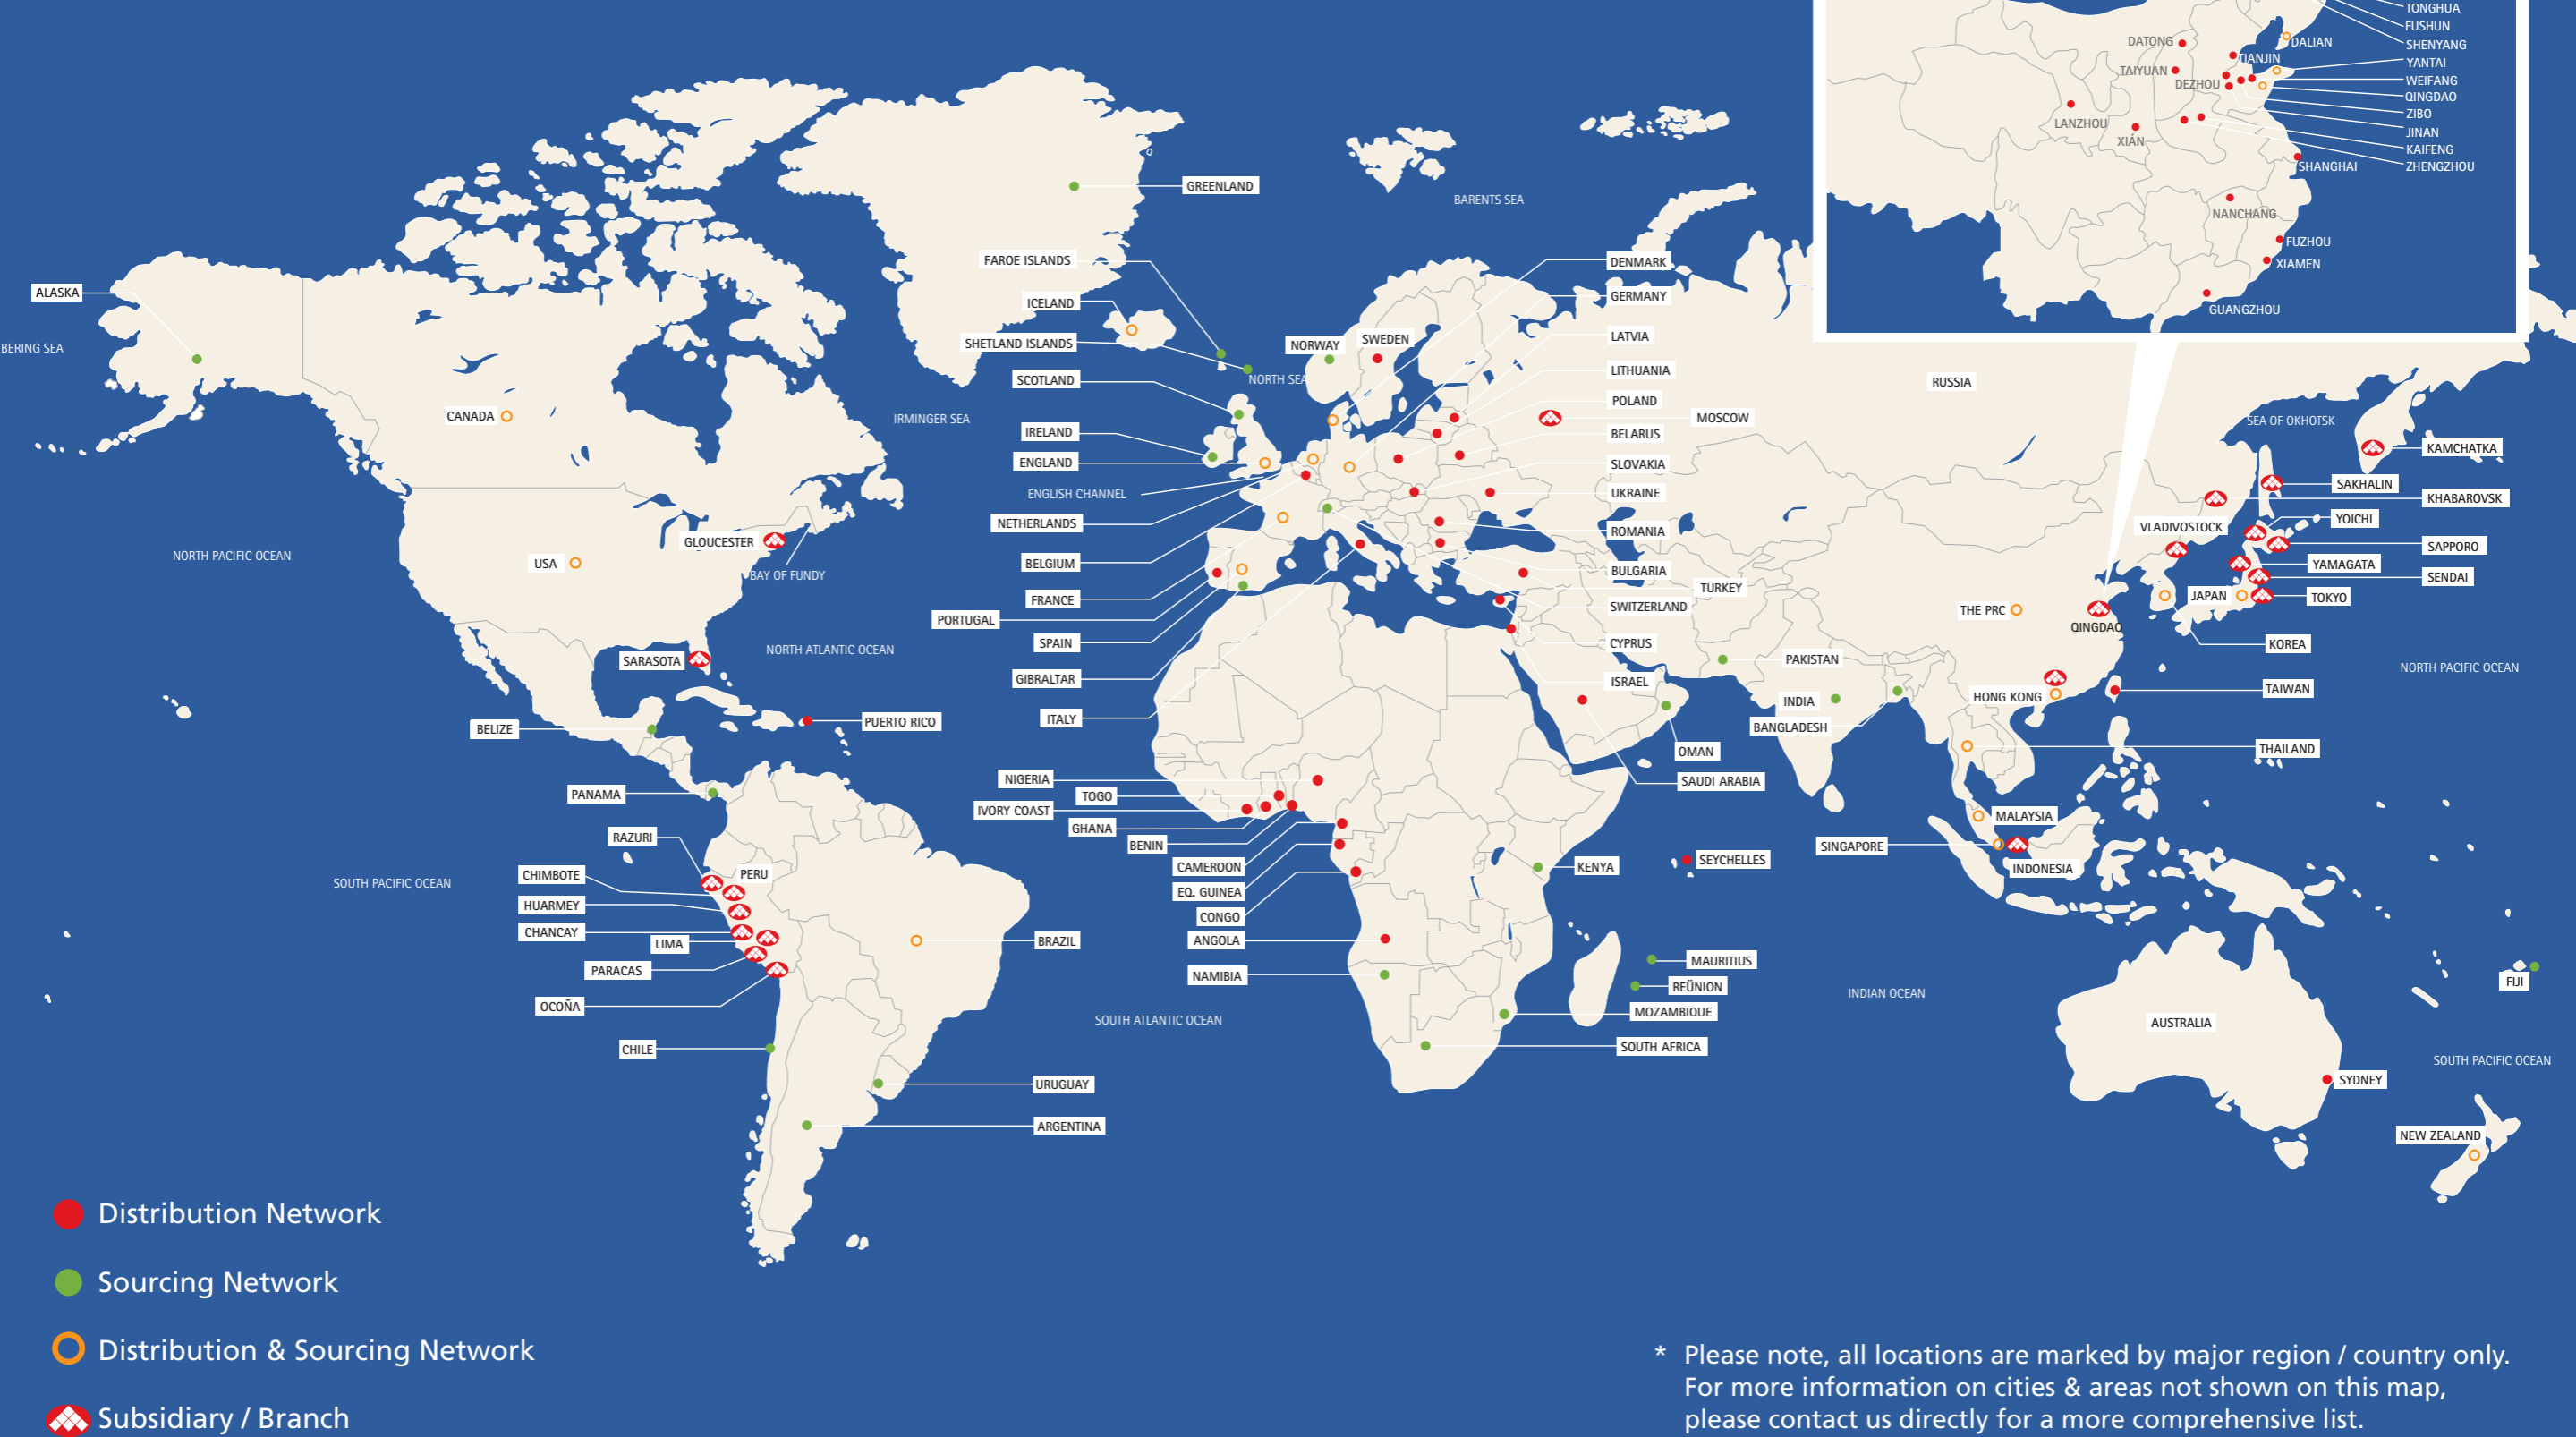 TONGHUA
FUSHUN
SHENYANG
YANTAI
WEIFANG
QINGDAO
ZIBO
JINAN
KAIFENG
ZHENGZHOU
DATONG
DALIAN
TIANJIN
TAIYUAN
DEZHOU
LANZHOU
XIÁN
SHANGHAI
NANCHANG
FUZHOU
XIAMEN
GUANGZHOU
GREENLAND
BARENTS SEA
FAROE ISLANDS
ICELAND
SHETLAND ISLANDS
SCOTLAND
IRMINGER SEA
IRELAND
ENGLAND
ENGLISH CHANNEL
NETHERLANDS
BELGIUM
FRANCE
PORTUGAL
SPAIN
GIBRALTAR
ITALY
NORWAY
SWEDEN
NORTH SEA
DENMARK
GERMANY
LATVIA
LITHUANIA
POLAND
MOSCOW
BELARUS
SLOVAKIA
UKRAINE
ROMANIA
BULGARIA
TURKEY
SWITZERLAND
CYPRUS
ISRAEL
PAKISTAN
INDIA
BANGLADESH
OMAN
SAUDI ARABIA
RUSSIA
SEA OF OKHOTSK
KAMCHATKA
SAKHALIN
KHABAROVSK
YOICHI
VLADIVOSTOCK
SAPPORO
YAMAGATA
SENDAI
JAPAN
TOKYO
THE PRC
QINGDAO
KOREA
NORTH PACIFIC OCEAN
TAIWAN
HONG KONG
THAILAND
MALAYSIA
SINGAPORE
INDONESIA
ALASKA
BERING SEA
CANADA
NORTH PACIFIC OCEAN
GLOUCESTER
USA
BAY OF FUNDY
NORTH ATLANTIC OCEAN
SARASOTA
BELIZE
PUERTO RICO
PANAMA
RAZURI
PERU
CHIMBOTE
SOUTH PACIFIC OCEAN
HUARMEY
CHANCAY
LIMA
PARACAS
OCOÑA
BRAZIL
CHILE
URUGUAY
ARGENTINA
NIGERIA
TOGO
IVORY COAST
GHANA
BENIN
CAMEROON
EQ. GUINEA
CONGO
ANGOLA
NAMIBIA
SOUTH ATLANTIC OCEAN
KENYA
SEYCHELLES
MAURITIUS
REÜNION
MOZAMBIQUE
SOUTH AFRICA
INDIAN OCEAN
AUSTRALIA
SYDNEY
FIJI
SOUTH PACIFIC OCEAN
NEW ZEALAND
Distribution Network
Sourcing Network
Distribution & Sourcing Network
Subsidiary / Branch
* Please note, all locations are marked by major region / country only.
For more information on cities & areas not shown on this map,
please contact us directly for a more comprehensive list.